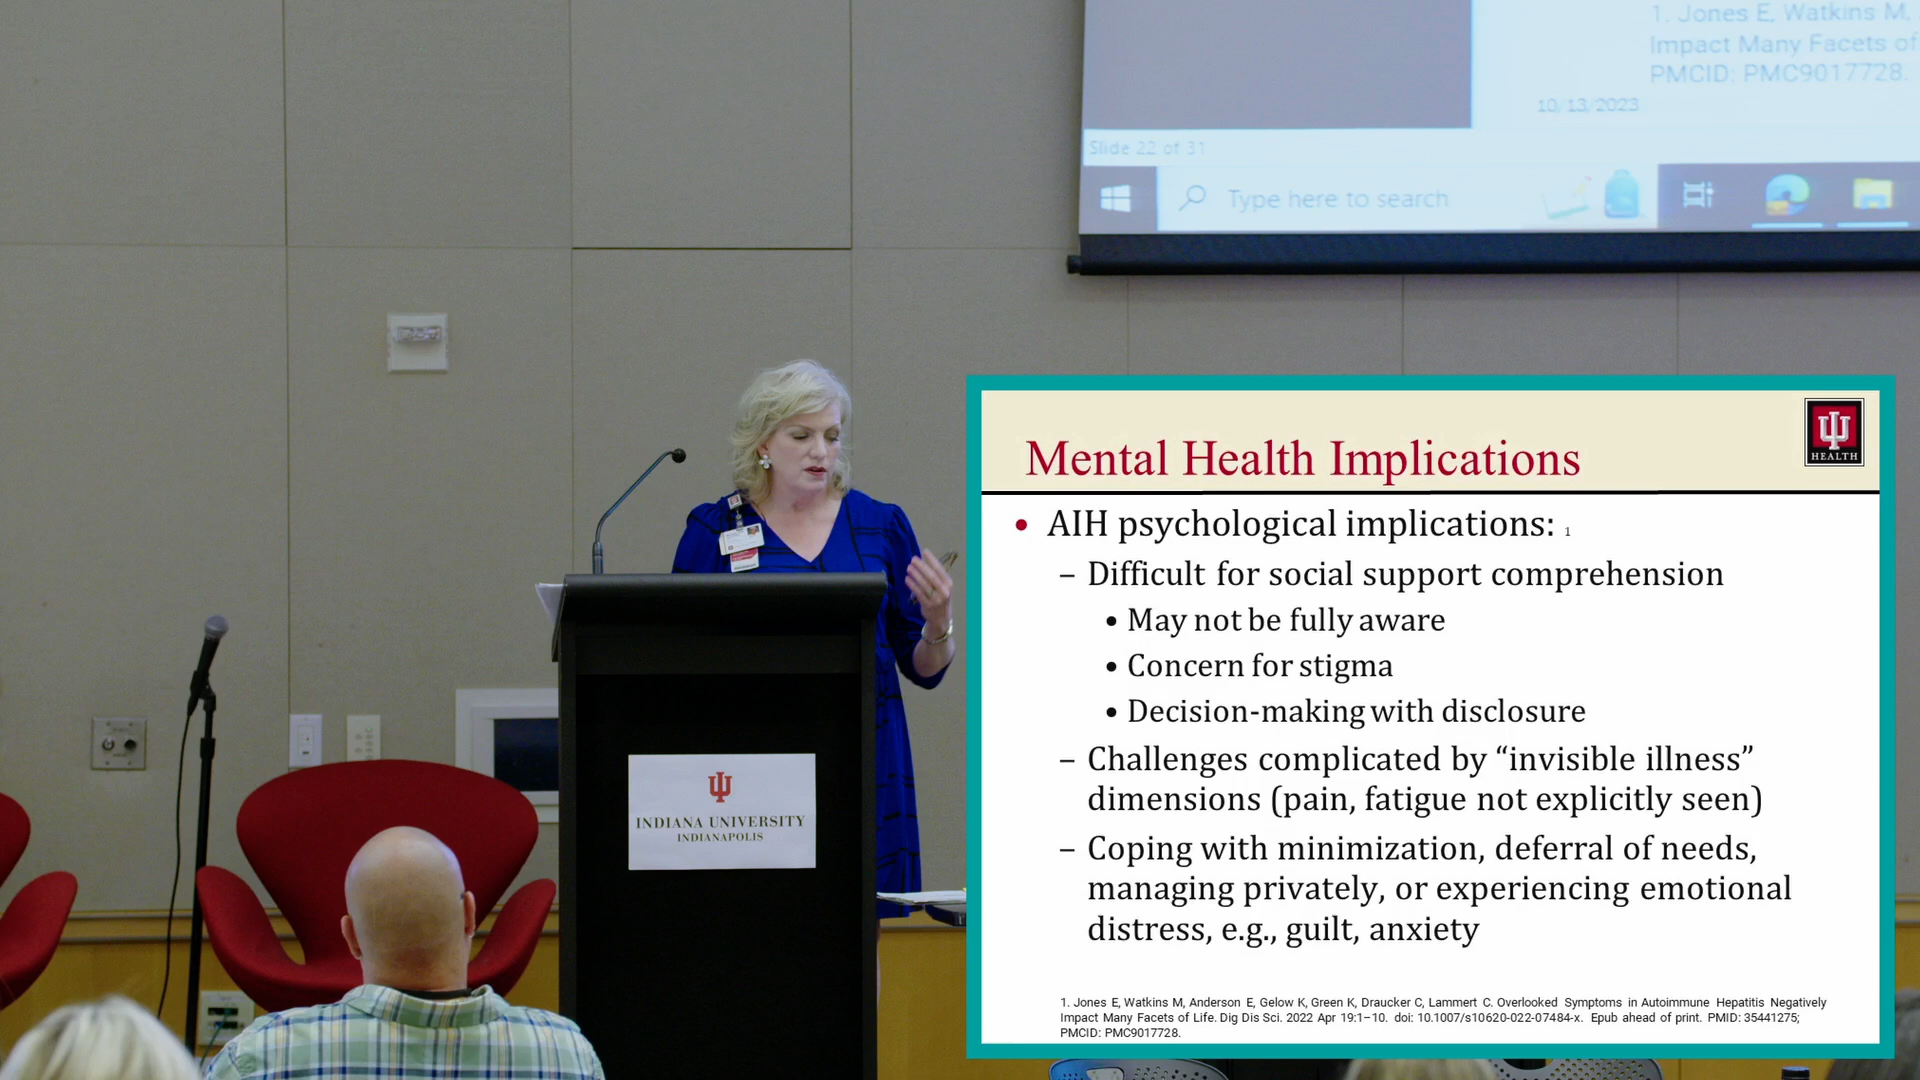 1. Jones E, Watkins M,
Impact Many Facets of
PMCID: PMC9017728.
10/13/2023
Slide 22 of 31
Type here to search
HEALTH
Mental Health Implications
• AIH psychological implications: 1
– Difficult for social support comprehension
• May not be fully aware
• Concern for stigma
• Decision-making with disclosure
– Challenges complicated by “invisible illness”
dimensions (pain, fatigue not explicitly seen)
– Coping with minimization, deferral of needs,
managing privately, or experiencing emotional
distress, e.g., guilt, anxiety
1. Jones E, Watkins M, Anderson E, Gelow K, Green K, Draucker C, Lammert C. Overlooked Symptoms in Autoimmune Hepatitis Negatively
Impact Many Facets of Life. Dig Dis Sci. 2022 Apr 19:1–10. doi: 10.1007/s10620-022-07484-x. Epub ahead of print. PMID: 35441275;
PMCID: PMC9017728.
INDIANA UNIVERSITY
INDIANAPOLIS